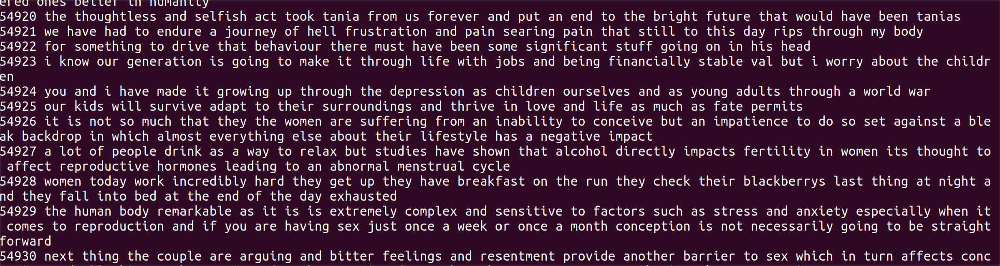 ered ones better in humanity
54920 the thoughtless and selfish act took tania from us forever and put an end to the bright future that would have been tanias
54921 we have had to endure a journey of hell frustration and pain searing pain that still to this day rips through my body
54922 for something to drive that behaviour there must have been some significant stuff going on in his head
54923 i know our generation is going to make it through life with jobs and being financially stable val but i worry about the childr
en
54924 you and i have made it growing up through the depression as children ourselves and as young adults through a world war
54925 our kids will survive adapt to their surroundings and thrive in love and life as much as fate permits
54926 it is not so much that they the women are suffering from an inability to conceive but an impatience to do so set against a ble
ak backdrop in which almost everything else about their lifestyle has a negative impact
54927 a lot of people drink as a way to relax but studies have shown that alcohol directly impacts fertility in women its thought to
 affect reproductive hormones leading to an abnormal menstrual cycle
54928 women today work incredibly hard they get up they have breakfast on the run they check their blackberrys last thing at night a
nd they fall into bed at the end of the day exhausted
54929 the human body remarkable as it is is extremely complex and sensitive to factors such as stress and anxiety especially when it
 comes to reproduction and if you are having sex just once a week or once a month conception is not necessarily going to be straight
forward
54930 next thing the couple are arguing and bitter feelings and resentment provide another barrier to sex which in turn affects conc